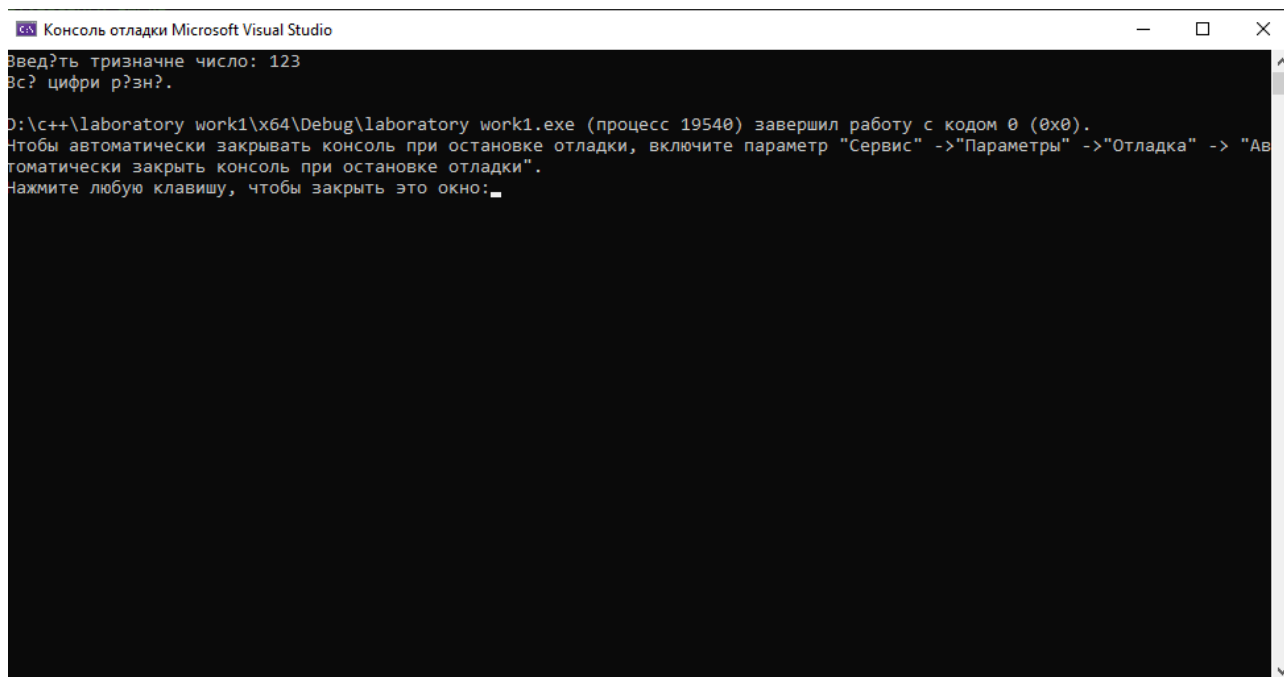 Консоль отладки Microsoft Visual Studio
Введ?ть тризначне число: 123
Вс? цифри р?зн?.
D:\c++\laboratory work1\x64\Debug\laboratory work1.exe (процесс 19540) завершил работу с кодом 0 (0x0).
Чтобы автоматически закрывать консоль при остановке отладки, включите параметр "Сервис" ->"Параметры" ->"Отладка" -> "Ав
томатически закрыть консоль при остановке отладки".
Нажмите любую клавишу, чтобы закрыть это окно: